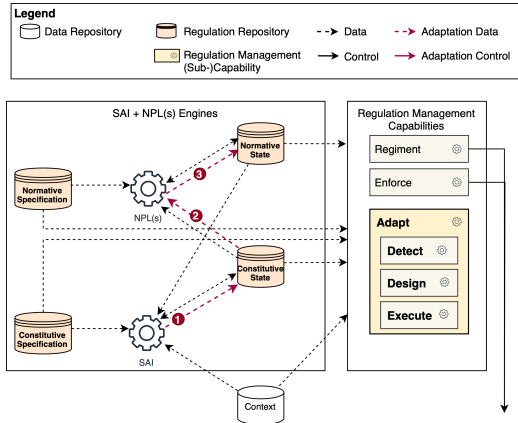 Legend
Data Repository
Regulation Repository
Data
Adaptation Data
Regulation Management
(Sub-)Capability
Control
Adaptation Control
SAI + NPL(s) Engines
Regulation Management
Capabilities
Normative
State
3
Regiment
Normative
Specification
NPL(s)
Enforce
2
Adapt
Detect
Constitutive
State
Design
1
Execute
Constitutive
Specification
SAI
Context